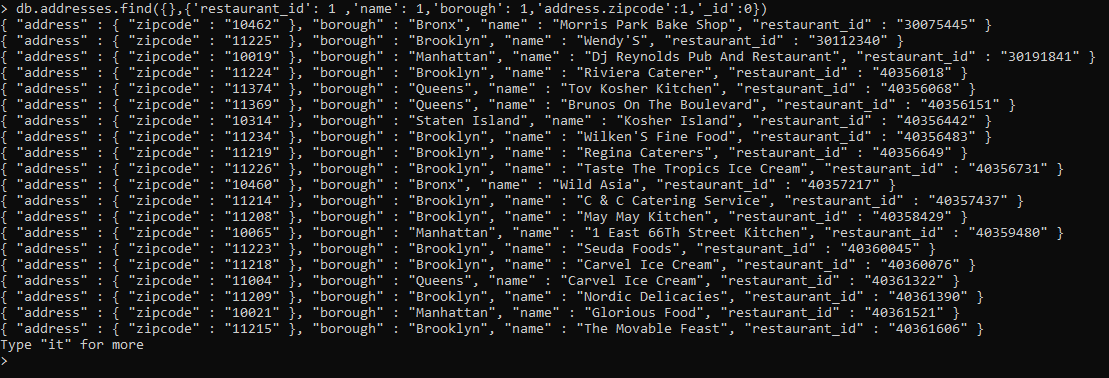 > db.addresses.find({},{'restaurant_id': 1 ,'name': 1,'borough': 1,'address.zipcode':1,'_id':0})
{ "address" : { "zipcode" : "10462" }, "borough" : "Bronx", "name" : "Morris Park Bake Shop", "restaurant_id" : "30075445" }
{ "address" : { "zipcode" : "11225" }, "borough" : "Brooklyn", "name" : "Wendy'S", "restaurant_id" : "30112340" }
{ "address" : { "zipcode" : "10019" }, "borough" : "Manhattan", "name" : "Dj Reynolds Pub And Restaurant", "restaurant_id" : "30191841" }
{ "address" : { "zipcode" : "11224" }, "borough" : "Brooklyn", "name" : "Riviera Caterer", "restaurant_id" : "40356018" }
{ "address" : { "zipcode" : "11374" }, "borough" : "Queens", "name" : "Tov Kosher Kitchen", "restaurant_id" : "40356068" }
{ "address" : { "zipcode" : "11369" }, "borough" : "Queens", "name" : "Brunos On The Boulevard", "restaurant_id" : "40356151" }
{ "address" : { "zipcode" : "10314" }, "borough" : "Staten Island", "name" : "Kosher Island", "restaurant_id" : "40356442" }
{ "address" : { "zipcode" : "11234" }, "borough" : "Brooklyn", "name" : "Wilken'S Fine Food", "restaurant_id" : "40356483" }
{ "address" : { "zipcode" : "11219" }, "borough" : "Brooklyn", "name" : "Regina Caterers", "restaurant_id" : "40356649" }
{ "address" : { "zipcode" : "11226" }, "borough" : "Brooklyn", "name" : "Taste The Tropics Ice Cream", "restaurant_id" : "40356731" }
{ "address" : { "zipcode" : "10460" }, "borough" : "Bronx", "name" : "Wild Asia", "restaurant_id" : "40357217" }
{ "address" : { "zipcode" : "11214" }, "borough" : "Brooklyn", "name" : "C & C Catering Service", "restaurant_id" : "40357437" }
{ "address" : { "zipcode" : "11208" }, "borough" : "Brooklyn", "name" : "May May Kitchen", "restaurant_id" : "40358429" }
{ "address" : { "zipcode" : "10065" }, "borough" : "Manhattan", "name" : "1 East 66Th Street Kitchen", "restaurant_id" : "40359480" }
{ "address" : { "zipcode" : "11223" }, "borough" : "Brooklyn", "name" : "Seuda Foods", "restaurant_id" : "40360045" }
{ "address" : { "zipcode" : "11218" }, "borough" : "Brooklyn", "name" : "Carvel Ice Cream", "restaurant_id" : "40360076" }
{ "address" : { "zipcode" : "11004" }, "borough" : "Queens", "name" : "Carvel Ice Cream", "restaurant_id" : "40361322" }
{ "address" : { "zipcode" : "11209" }, "borough" : "Brooklyn", "name" : "Nordic Delicacies", "restaurant_id" : "40361390" }
{ "address" : { "zipcode" : "10021" }, "borough" : "Manhattan", "name" : "Glorious Food", "restaurant_id" : "40361521" }
{ "address" : { "zipcode" : "11215" }, "borough" : "Brooklyn", "name" : "The Movable Feast", "restaurant_id" : "40361606" }
Type "it" for more
>